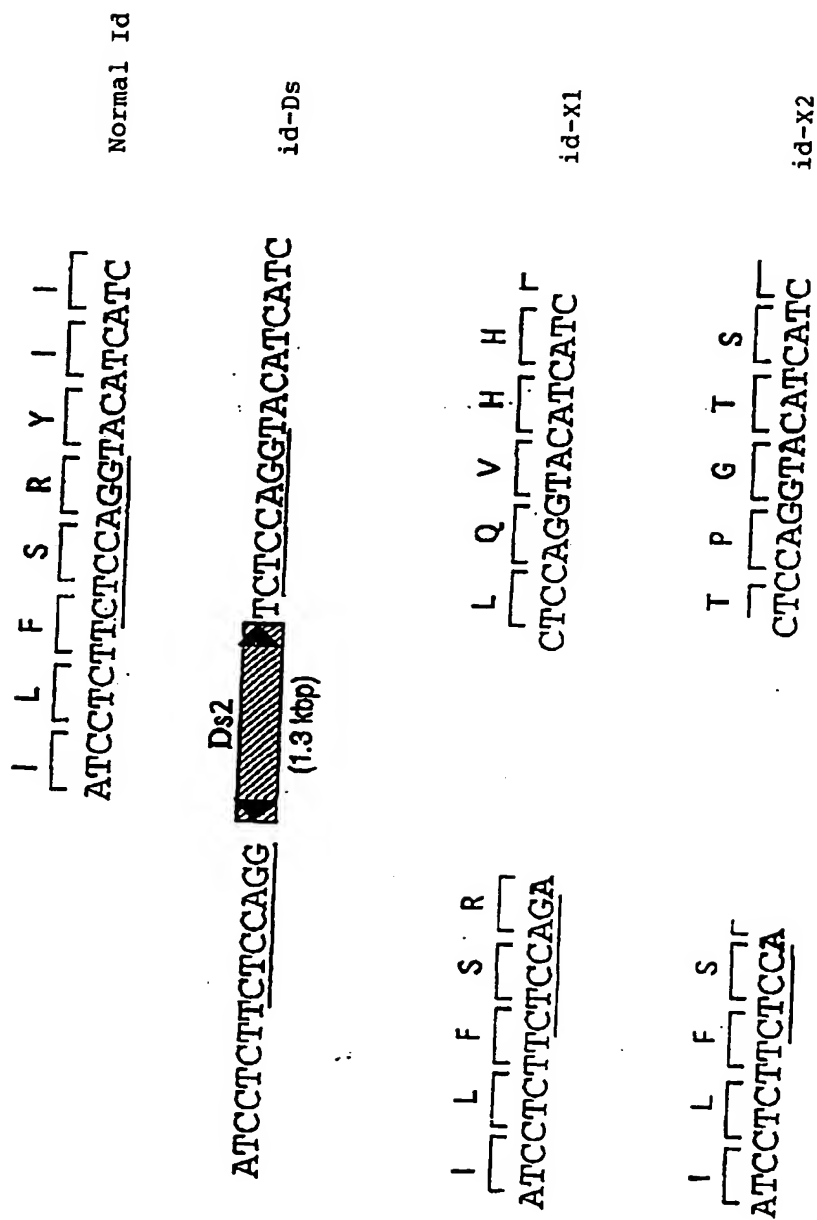 I L F S R Y I I
ATCCTCTTCTCCAGGTACATCATC Normal Id
Ds2
ATCCTCTTCTCCAGG TCTCCAGGTACATCATC id-Ds
(1.3 kbp)
I L F S R L Q V H H
ATCCTCTTCTCCAGA CTCCAGGTACATCATC id-X1
I L F S T P G T S
ATCCTCTTCTCCA CTCCAGGTACATCATC id-X2